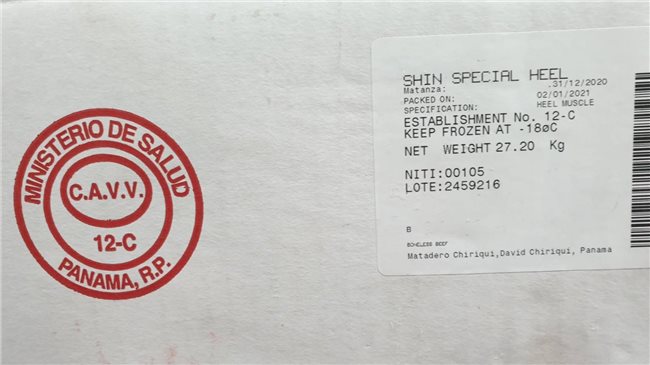 MINISTERIO DE SALUD
C.A.V.V.
12-C
PANAMA, R.P.
SHIN SPECIAL HEEL
Matanza: .31/12/2020
PACKED ON: 02/01/2021
SPECIFICATION: HEEL MUSCLE
ESTABLISHMENT No. 12-C
KEEP FROZEN AT -18øC
NET WEIGHT 27.20 Kg
NITI:00105
LOTE:2459216
B
BONELESS BEEF
Matadero Chiriqui,David Chiriqui, Panama